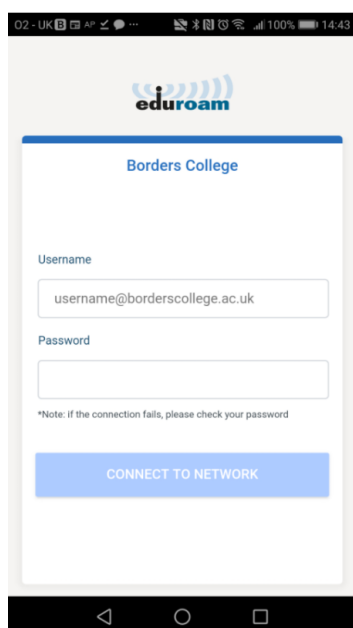 O2 - UK B AP 100% 14:43
eduroam
Borders College
Username
username@borderscollege.ac.uk
Password
*Note: if the connection fails, please check your password
CONNECT TO NETWORK